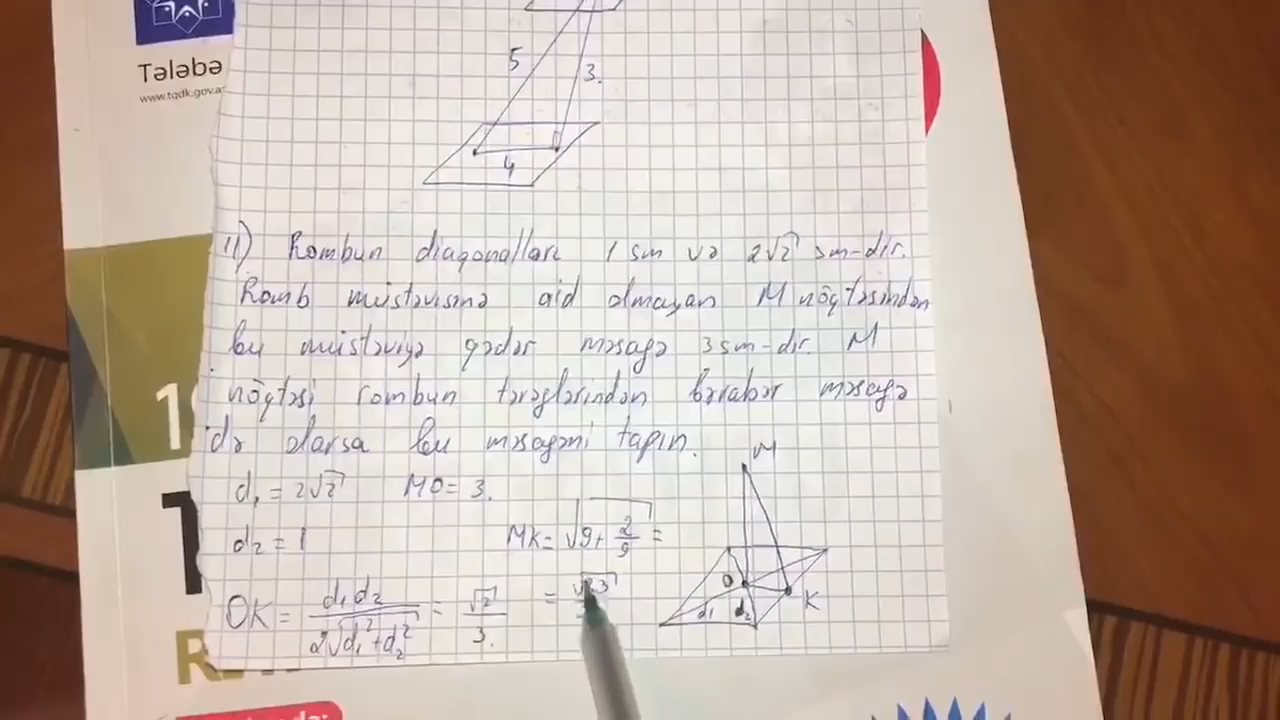 Tələbə
www.tqdk.gov.a
5
3.
4
11) Rombun diaqonalları 1 sm və 2√2 sm-dir.
Romb müstəvisinə aid olmayan M nöqtəsindən
bu müstəviyə qədər məsafə 3 sm-dir. M
nöqtəsi rombun tərəflərindən bərabər məsafə
də olarsa bu məsafəni tapın.
M
d₁ = 2√2 MO = 3.
d₂ = 1 MK = √(9 + 2/9) =
OK = d₁d₂ / 2√(d₁² + d₂²) = √2/3. = √83
O K
d₁ d₂